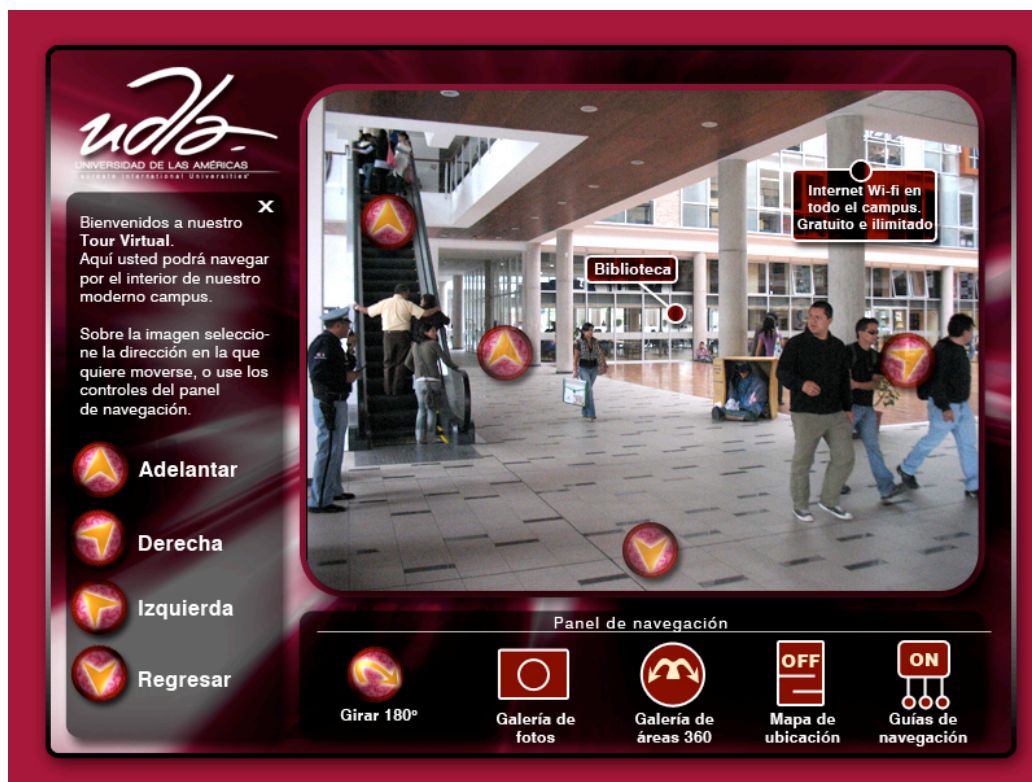 udla-
UNIVERSIDAD DE LAS AMÉRICAS
Laureate International Universities®
x
Bienvenidos a nuestro
Tour Virtual.
Aquí usted podrá navegar
por el interior de nuestro
moderno campus.
Sobre la imagen seleccio-
ne la dirección en la que
quiere moverse, o use los
controles del panel
de navegación.
Adelantar
Derecha
Izquierda
Regresar
Internet Wi-fi en
todo el campus.
Gratuito e ilimitado
Biblioteca
Panel de navegación
Girar 180º
Galería de
fotos
Galería de
áreas 360
OFF
Mapa de
ubicación
ON
Guías de
navegación